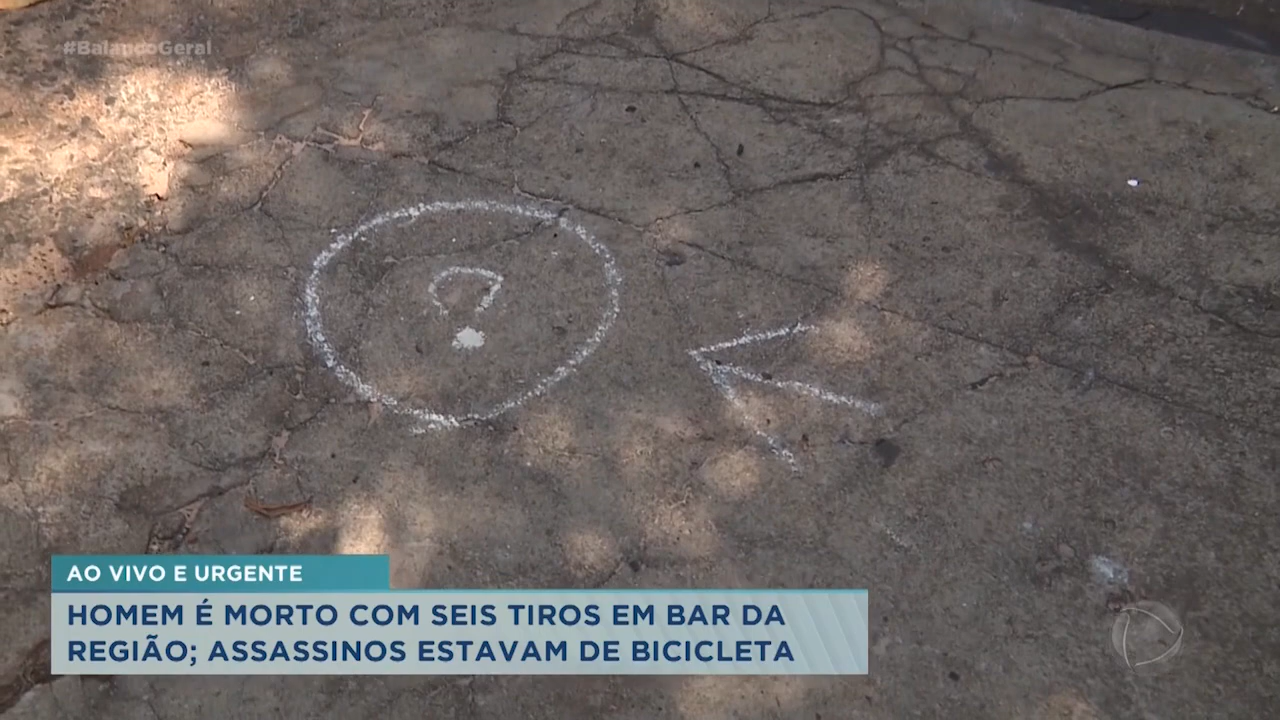 #BalançoGeral
?
AO VIVO E URGENTE
HOMEM É MORTO COM SEIS TIROS EM BAR DA
REGIÃO; ASSASSINOS ESTAVAM DE BICICLETA